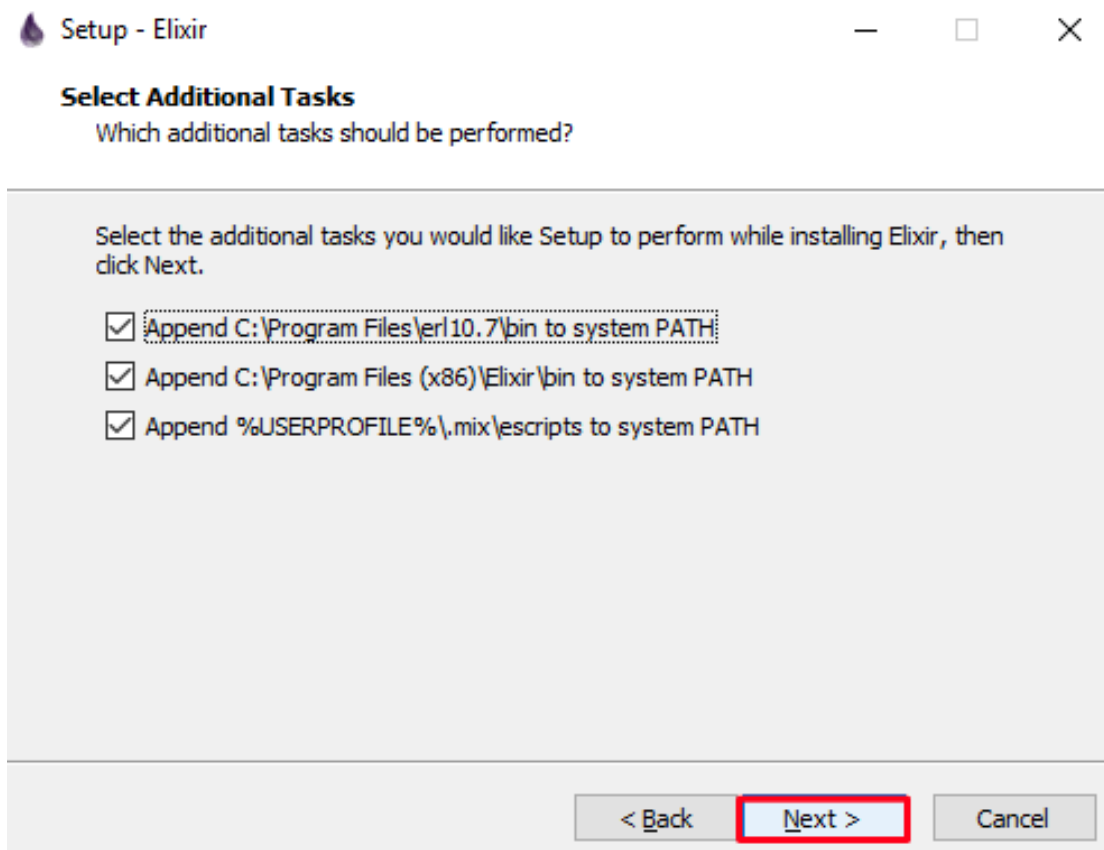 Setup - Elixir
Select Additional Tasks
Which additional tasks should be performed?
Select the additional tasks you would like Setup to perform while installing Elixir, then
click Next.
Append C:\Program Files\erl10.7\bin to system PATH
Append C:\Program Files (x86)\Elixir\bin to system PATH
Append %USERPROFILE%\.mix\escripts to system PATH
< Back Next > Cancel